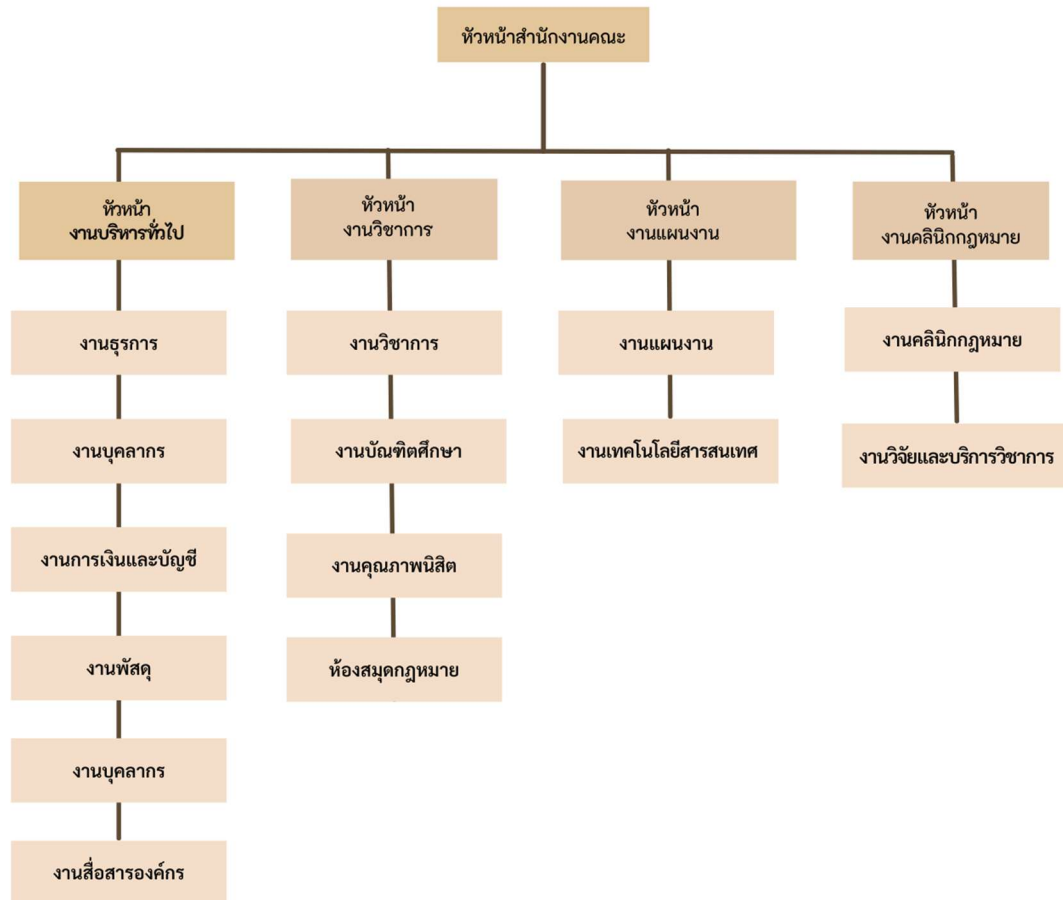 หัวหน้าสำนักงานคณะ
หัวหน้า
งานบริหารทั่วไป
งานธุรการ
งานบุคลากร
งานการเงินและบัญชี
งานพัสดุ
งานบุคลากร
งานสื่อสารองค์กร
หัวหน้า
งานวิชาการ
งานวิชาการ
งานบัณฑิตศึกษา
งานคุณภาพนิสิต
ห้องสมุดกฎหมาย
หัวหน้า
งานแผนงาน
งานแผนงาน
งานเทคโนโลยีสารสนเทศ
หัวหน้า
งานคลินิกกฎหมาย
งานคลินิกกฎหมาย
งานวิจัยและบริการวิชาการ